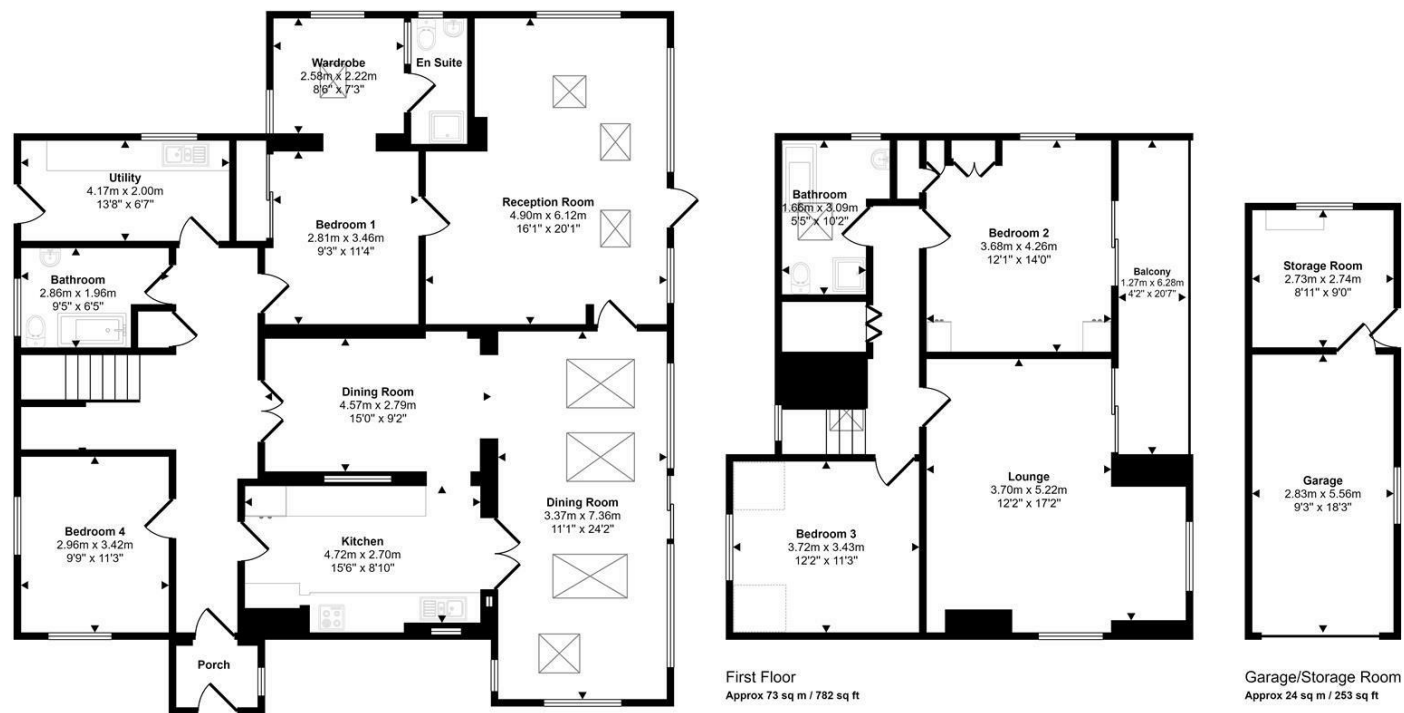 Wardrobe
2.58m x 2.22m
8'6" x 7'3"
En Suite
Utility
4.17m x 2.00m
13'8" x 6'7"
Bedroom 1
2.81m x 3.46m
9'3" x 11'4"
Reception Room
4.90m x 6.12m
16'1" x 20'1"
Bathroom
2.86m x 1.96m
9'5" x 6'5"
Dining Room
4.57m x 2.79m
15'0" x 9'2"
Bedroom 4
2.96m x 3.42m
9'9" x 11'3"
Kitchen
4.72m x 2.70m
15'6" x 8'10"
Dining Room
3.37m x 7.36m
11'1" x 24'2"
Porch
Bathroom
1.66m x 3.09m
5'5" x 10'2"
Bedroom 2
3.68m x 4.26m
12'1" x 14'0"
Balcony
1.27m x 6.28m
4'2" x 20'7"
Lounge
3.70m x 5.22m
12'2" x 17'2"
Bedroom 3
3.72m x 3.43m
12'2" x 11'3"
First Floor
Approx 73 sq m / 782 sq ft
Storage Room
2.73m x 2.74m
8'11" x 9'0"
Garage
2.83m x 5.56m
9'3" x 18'3"
Garage/Storage Room
Approx 24 sq m / 253 sq ft